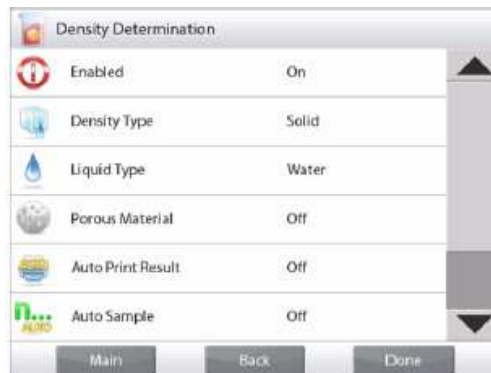 Density Determination
Enabled On
Density Type Solid
Liquid Type Water
Porous Material Off
Auto Print Result Off
n... AUTO Auto Sample Off
Main Back Done